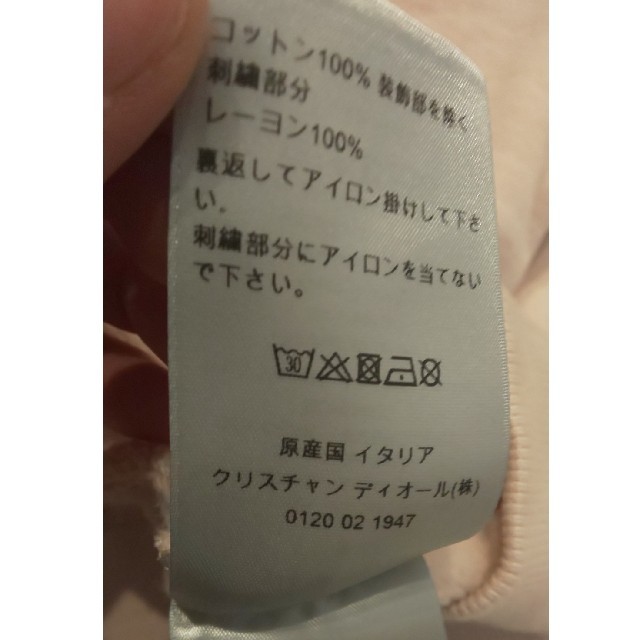 コットン100% 装飾部を除く
刺繍部分
レーヨン100%
裏返してアイロン掛けして下さ
い.
刺繍部分にアイロンを当てない
で下さい。
30
原産国 イタリア
クリスチャン ディオール(株)
0120 02 1947